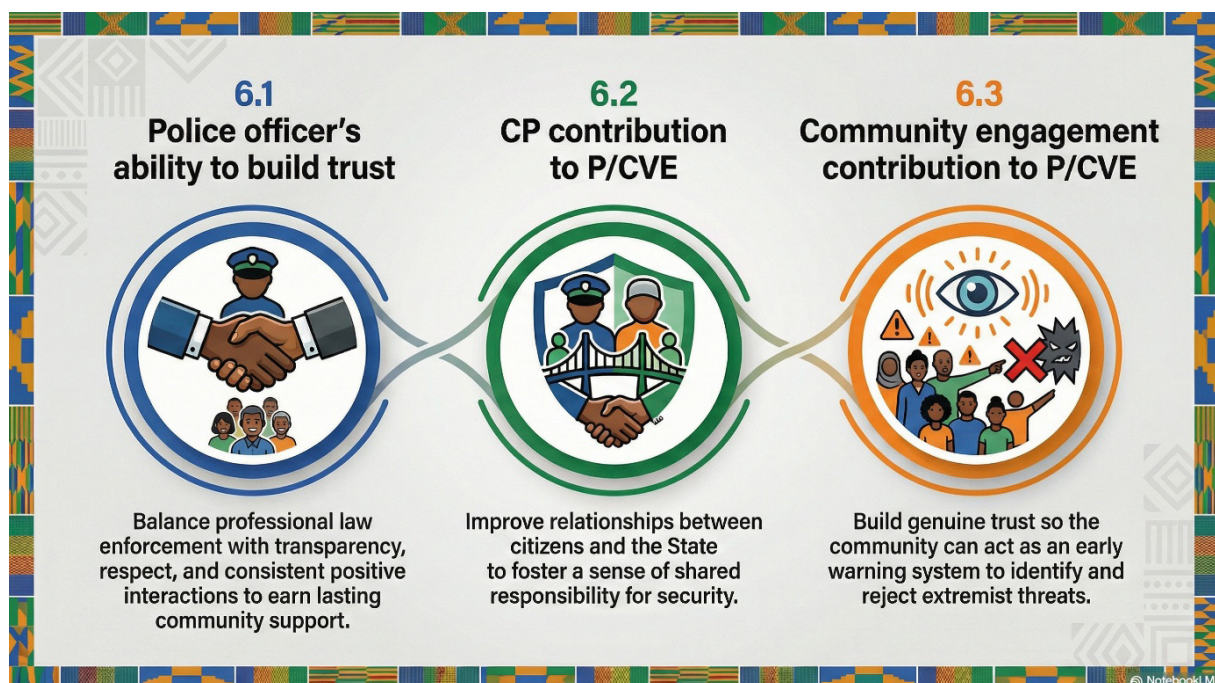 6.1
Police officer's
ability to build trust
Balance professional law
enforcement with transparency,
respect, and consistent positive
interactions to earn lasting
community support.
6.2
CP contribution
to P/CVE
Improve relationships between
citizens and the State
to foster a sense of shared
responsibility for security.
6.3
Community engagement
contribution to P/CVE
Build genuine trust so the
community can act as an early
warning system to identify and
reject extremist threats.
NotebookLM